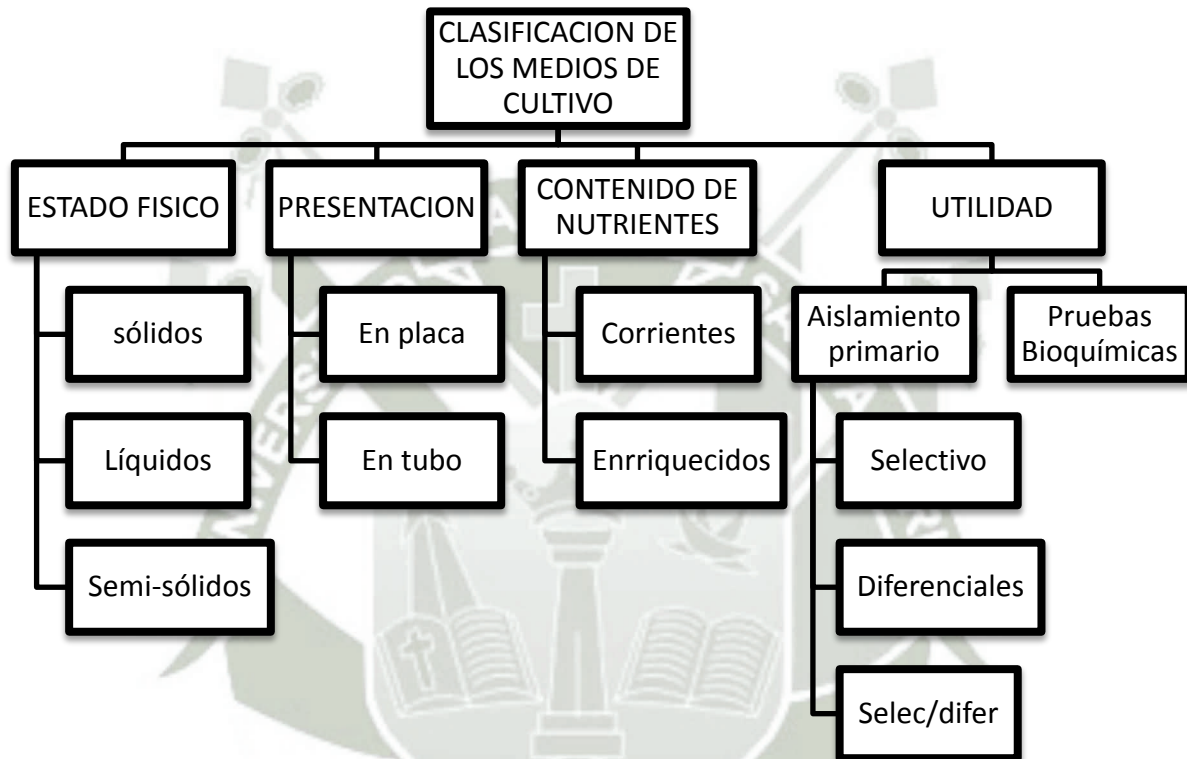 CLASIFICACION DE
LOS MEDIOS DE
CULTIVO
ESTADO FISICO
PRESENTACION
CONTENIDO DE
NUTRIENTES
UTILIDAD
sólidos
Líquidos
Semi-sólidos
En placa
En tubo
Corrientes
Enrriquecidos
Aislamiento
primario
Pruebas
Bioquímicas
Selectivo
Diferenciales
Selec/difer